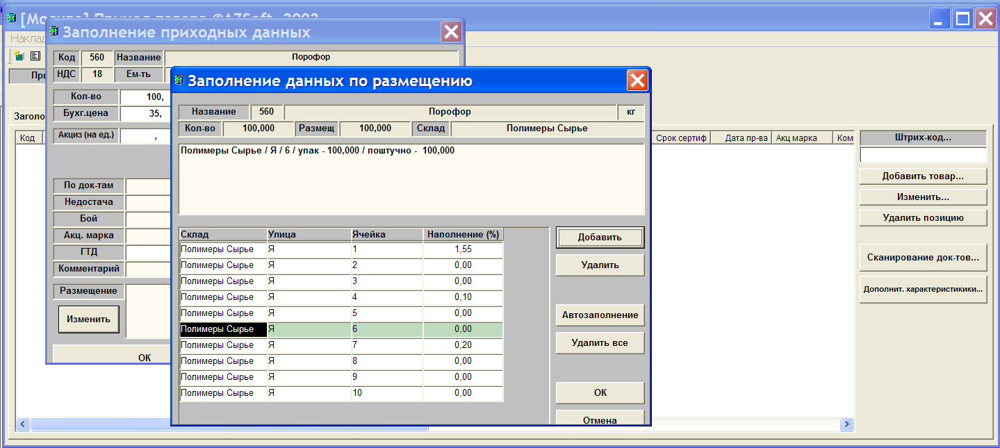 [Москва] Приход товара ©AZSoft, 2002
Заполнение приходных данных
Наклад
Код 560 Название Порофор
НДС 18 Ем-ть
При
Кол-во 100,
Бухг.цена 35,
Заголо
Акциз (на ед.) ,
Код
По док-там
Недостача
Бой
Акц. марка
ГТД
Комментарий
Размещение
Изменить
ОК
Заполнение данных по размещению
Название 560 Порофор кг
Кол-во 100,000 Размещ 100,000 Склад Полимеры Сырье
Полимеры Сырье / Я / 6 / упак - 100,000 / поштучно - 100,000
Склад Улица Ячейка Наполнение (%)
Полимеры Сырье Я 1 1,55
Полимеры Сырье Я 2 0,00
Полимеры Сырье Я 3 0,00
Полимеры Сырье Я 4 0,10
Полимеры Сырье Я 5 0,00
Полимеры Сырье Я 6 0,00
Полимеры Сырье Я 7 0,20
Полимеры Сырье Я 8 0,00
Полимеры Сырье Я 9 0,00
Полимеры Сырье Я 10 0,00
Добавить
Удалить
Автозаполнение
Удалить все
ОК
Отмена
Срок сертиф Дата пр-ва Акц марка Ком
Штрих-код...
Добавить товар...
Изменить...
Удалить позицию
Сканирование док-тов...
Дополнит. характеристикики...